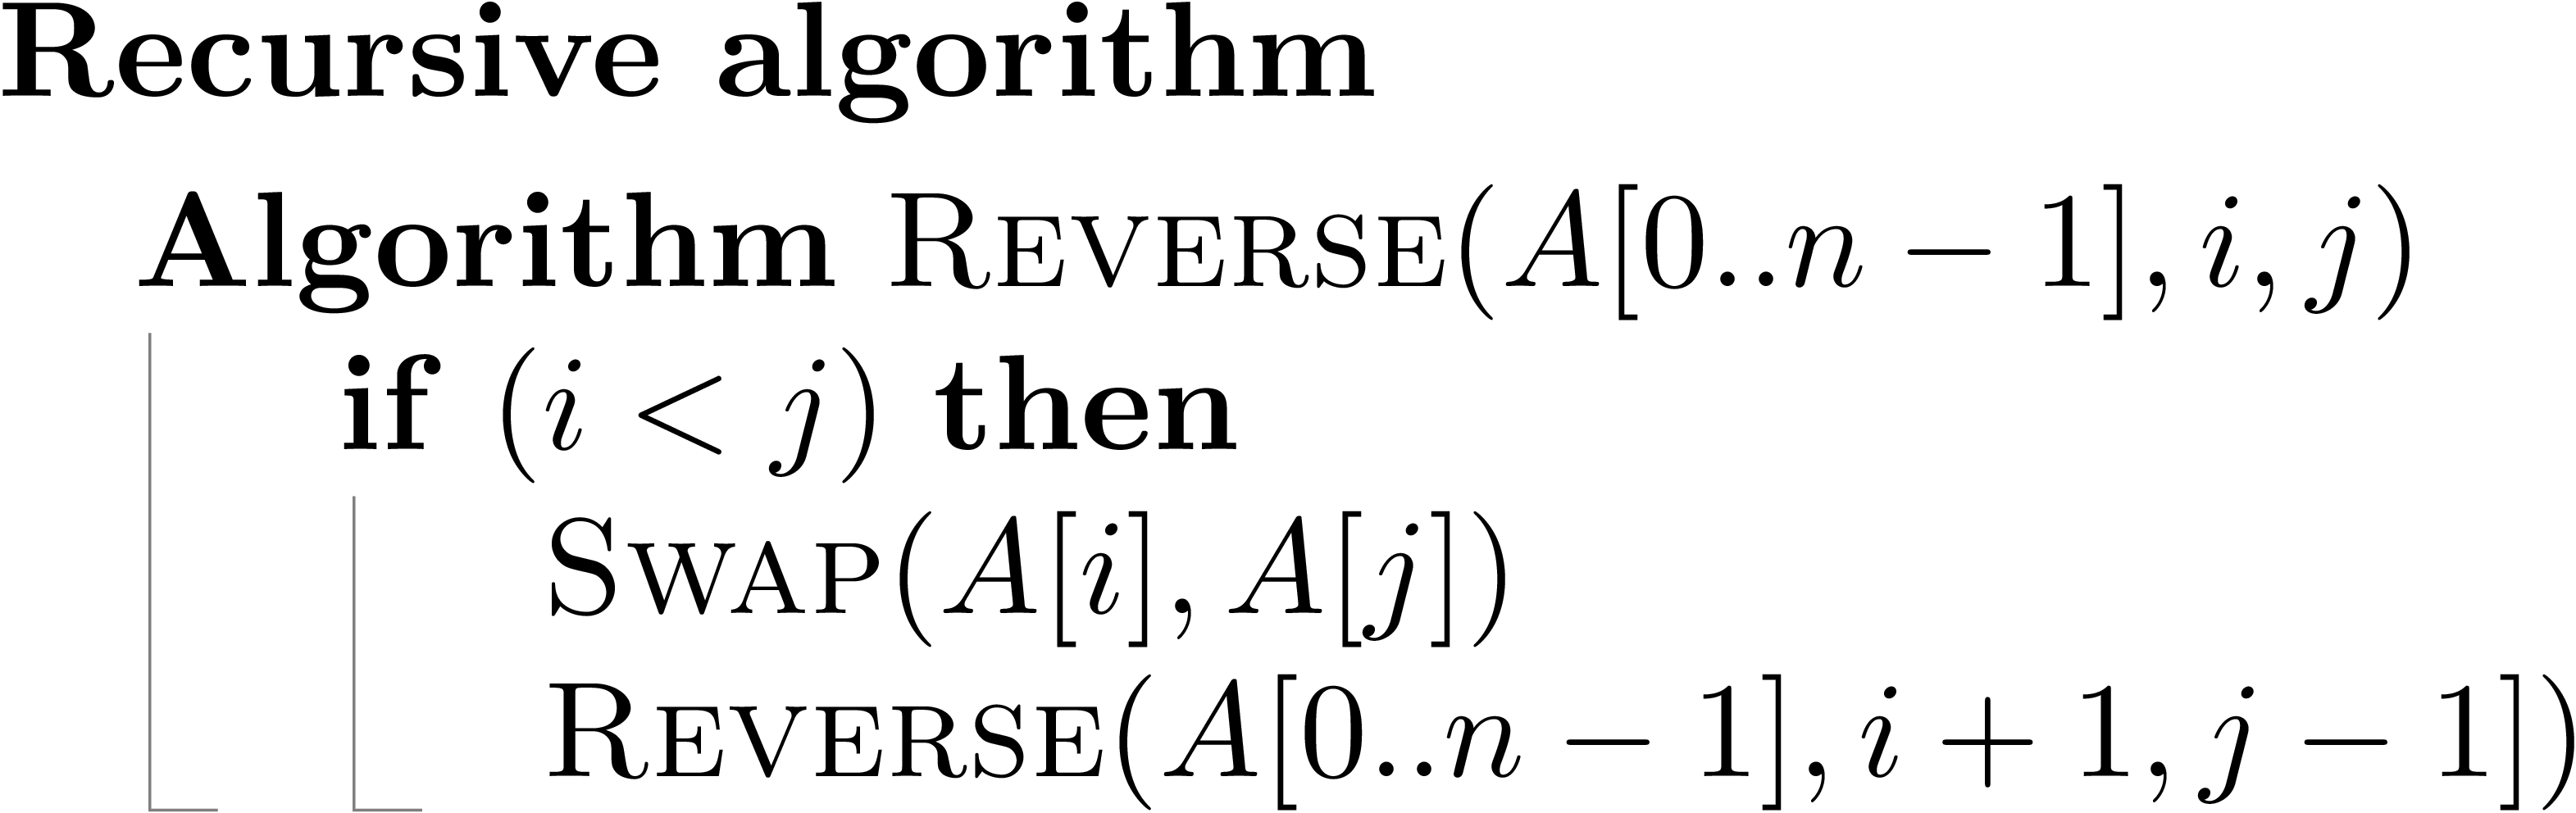 Recursive algorithm
Algorithm REVERSE(A[0..n − 1], i, j)
if (i < j) then
SWAP(A[i], A[j])
REVERSE(A[0..n − 1], i + 1, j − 1])